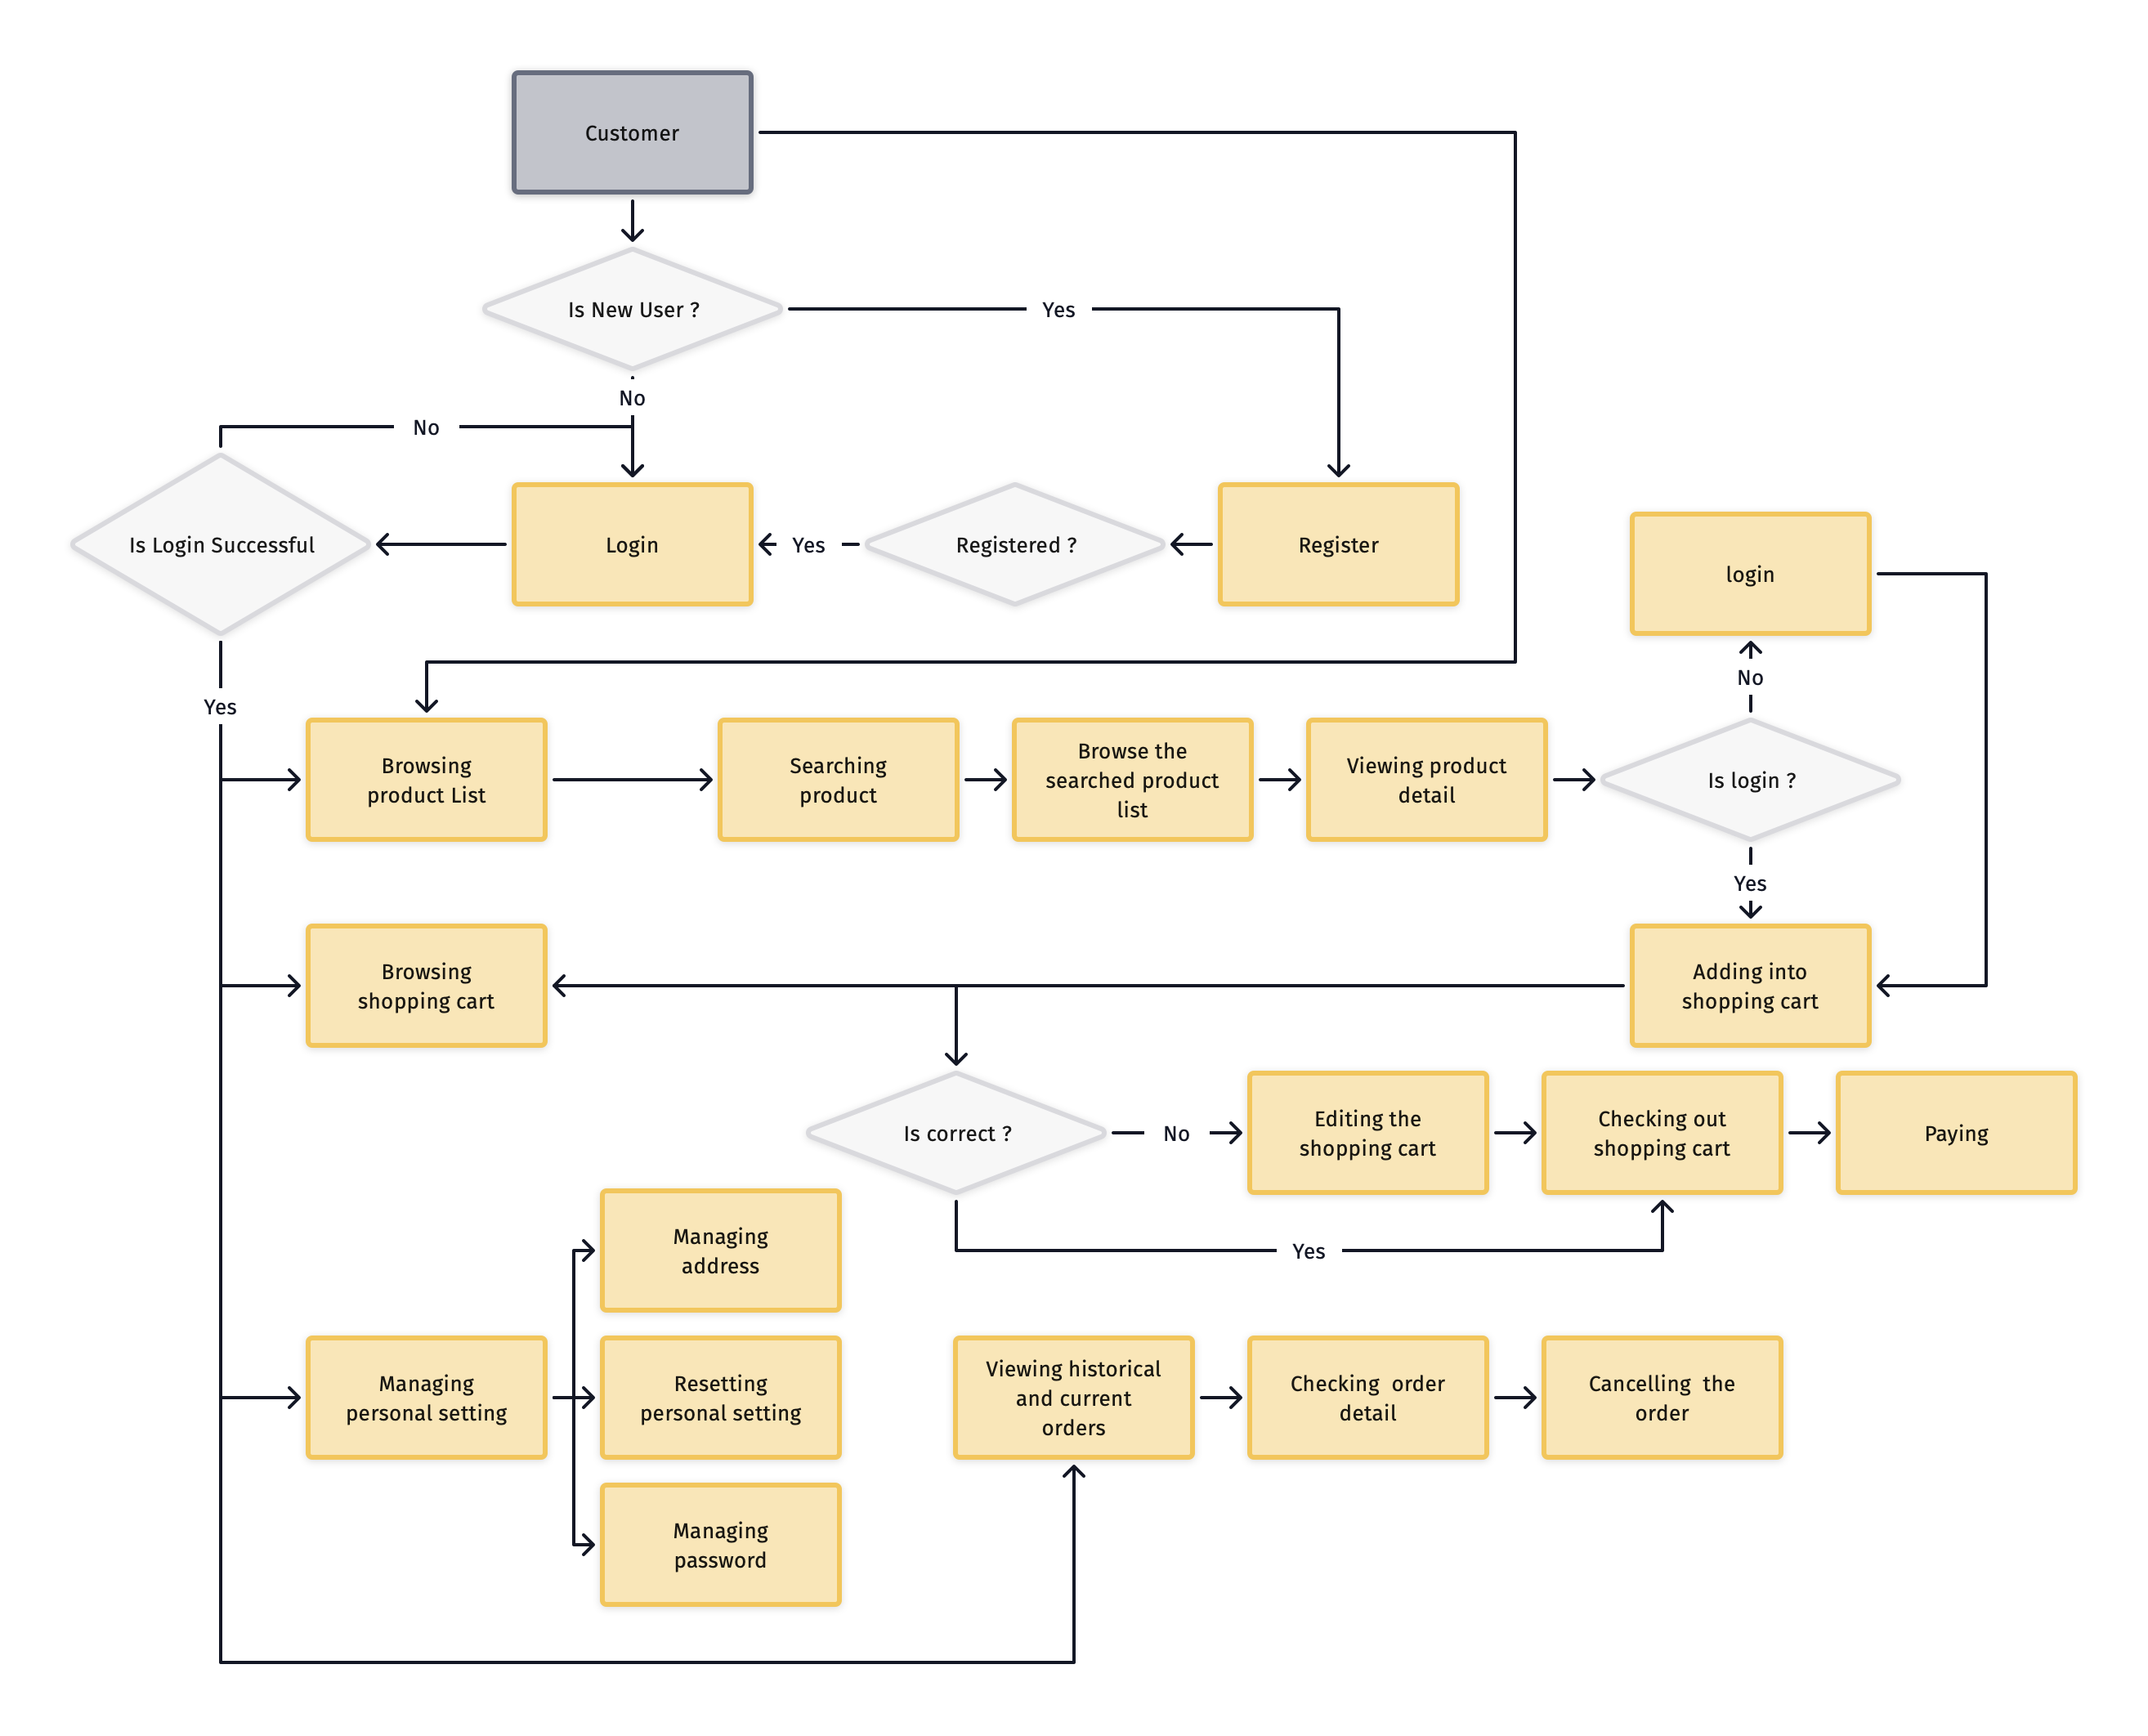 Customer
Is New User ?
Yes
No
No
Is Login Successful
Login
Yes
Registered ?
Register
login
No
Yes
Browsing
product List
Searching
product
Browse the
searched product
list
Viewing product
detail
Is login ?
Yes
Browsing
shopping cart
Adding into
shopping cart
Is correct ?
No
Editing the
shopping cart
Checking out
shopping cart
Paying
Yes
Managing
address
Managing
personal setting
Resetting
personal setting
Viewing historical
and current
orders
Checking  order
detail
Cancelling  the
order
Managing
password